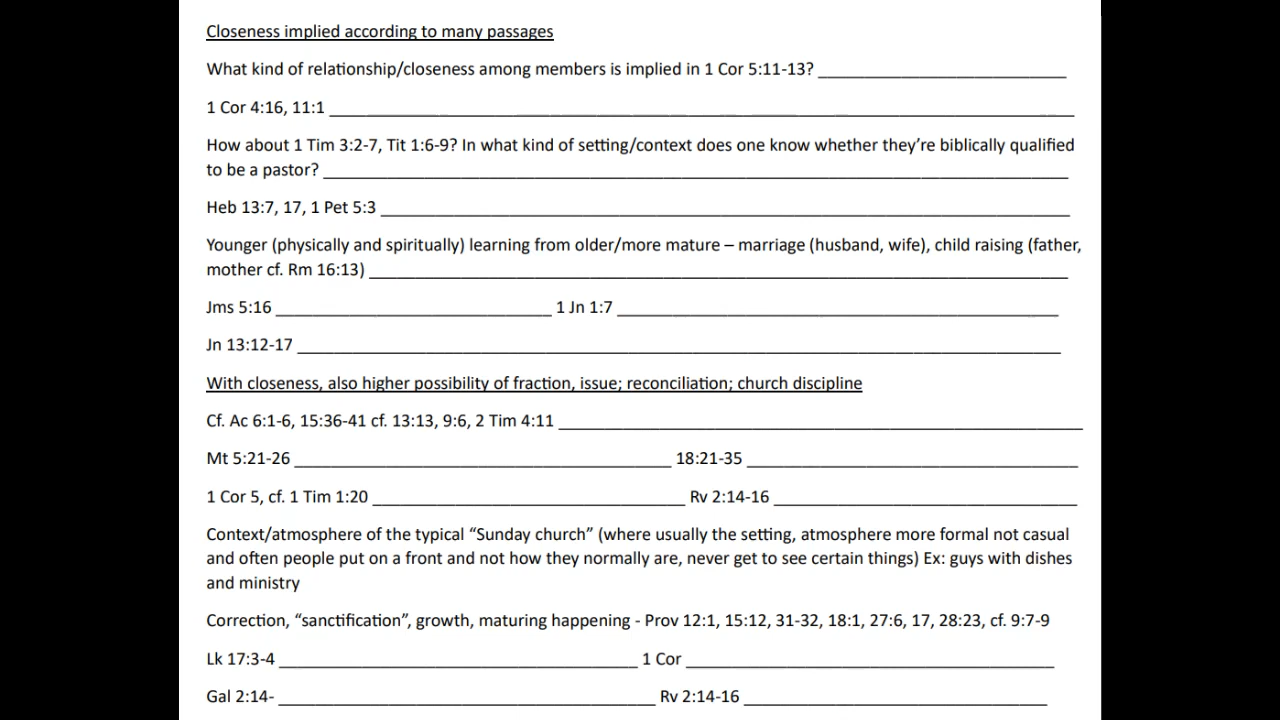 Closeness implied according to many passages
What kind of relationship/closeness among members is implied in 1 Cor 5:11-13? ___________________________
1 Cor 4:16, 11:1 ________________________________________________________________________________
How about 1 Tim 3:2-7, Tit 1:6-9? In what kind of setting/context does one know whether they’re biblically qualified
to be a pastor? ________________________________________________________________________________
Heb 13:7, 17, 1 Pet 5:3 __________________________________________________________________________
Younger (physically and spiritually) learning from older/more mature – marriage (husband, wife), child raising (father,
mother cf. Rm 16:13) ___________________________________________________________________________
Jms 5:16 ______________________________ 1 Jn 1:7 _______________________________________________
Jn 13:12-17 __________________________________________________________________________________
With closeness, also higher possibility of fraction, issue; reconciliation; church discipline
Cf. Ac 6:1-6, 15:36-41 cf. 13:13, 9:6, 2 Tim 4:11 ________________________________________________________
Mt 5:21-26 _________________________________________ 18:21-35 ____________________________________
1 Cor 5, cf. 1 Tim 1:20 __________________________________ Rv 2:14-16 _________________________________
Context/atmosphere of the typical “Sunday church” (where usually the setting, atmosphere more formal not casual
and often people put on a front and not how they normally are, never get to see certain things) Ex: guys with dishes
and ministry
Correction, “sanctification”, growth, maturing happening - Prov 12:1, 15:12, 31-32, 18:1, 27:6, 17, 28:23, cf. 9:7-9
Lk 17:3-4 _______________________________________ 1 Cor ________________________________________
Gal 2:14- _________________________________________ Rv 2:14-16 _________________________________